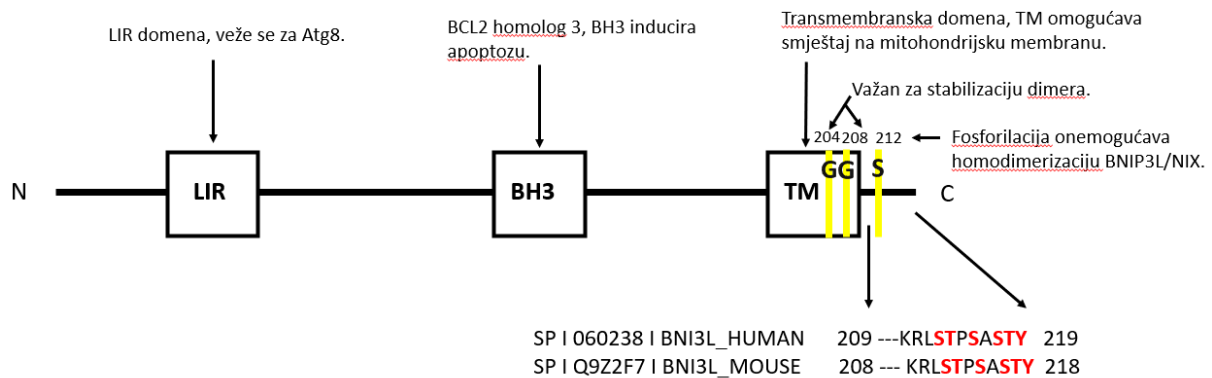 LIR domena, veže se za Atg8.
BCL2 homolog 3, BH3 inducira
apoptozu.
Transmembranska domena, TM omogućava
smještaj na mitohondrijsku membranu.
Važan za stabilizaciju dimera.
204 208 212
Fosforilacija onemogućava
homodimerizaciju BNIP3L/NIX.
N LIR BH3 TM G G S C
SP I 060238 I BNI3L_HUMAN 209 ---KRLSTPSASTY 219
SP I Q9Z2F7 I BNI3L_MOUSE 208 ---KRLSTPSASTY 218